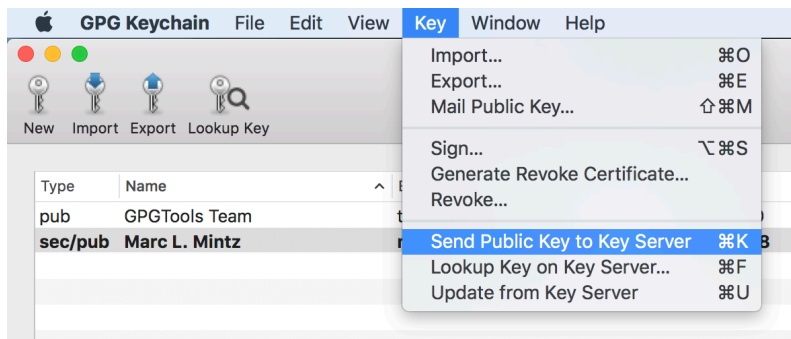 GPG Keychain File Edit View Key Window Help
Import... ⌘O
Export... ⌘E
Mail Public Key... ⇧⌘M
New Import Export Lookup Key
Sign... ⌥⌘S
Generate Revoke Certificate...
Revoke...
Type Name
pub GPGTools Team
sec/pub Marc L. Mintz
Send Public Key to Key Server ⌘K
Lookup Key on Key Server... ⌘F
Update from Key Server ⌘U